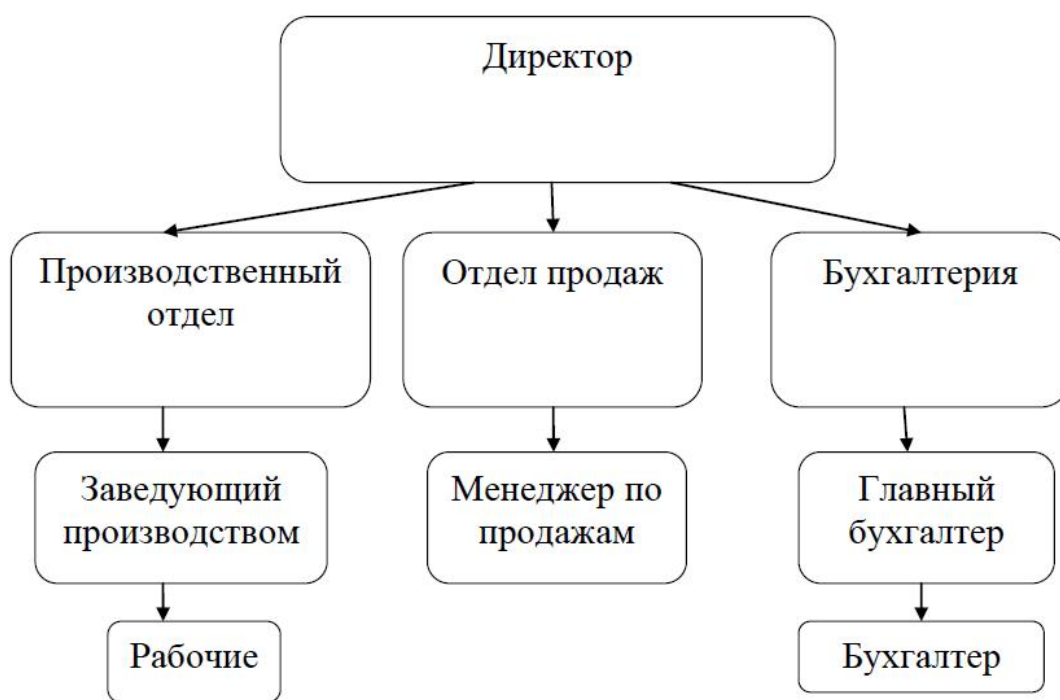 Директор
Производственный
отдел
Отдел продаж
Бухгалтерия
Заведующий
производством
Менеджер по
продажам
Главный
бухгалтер
Рабочие
Бухгалтер